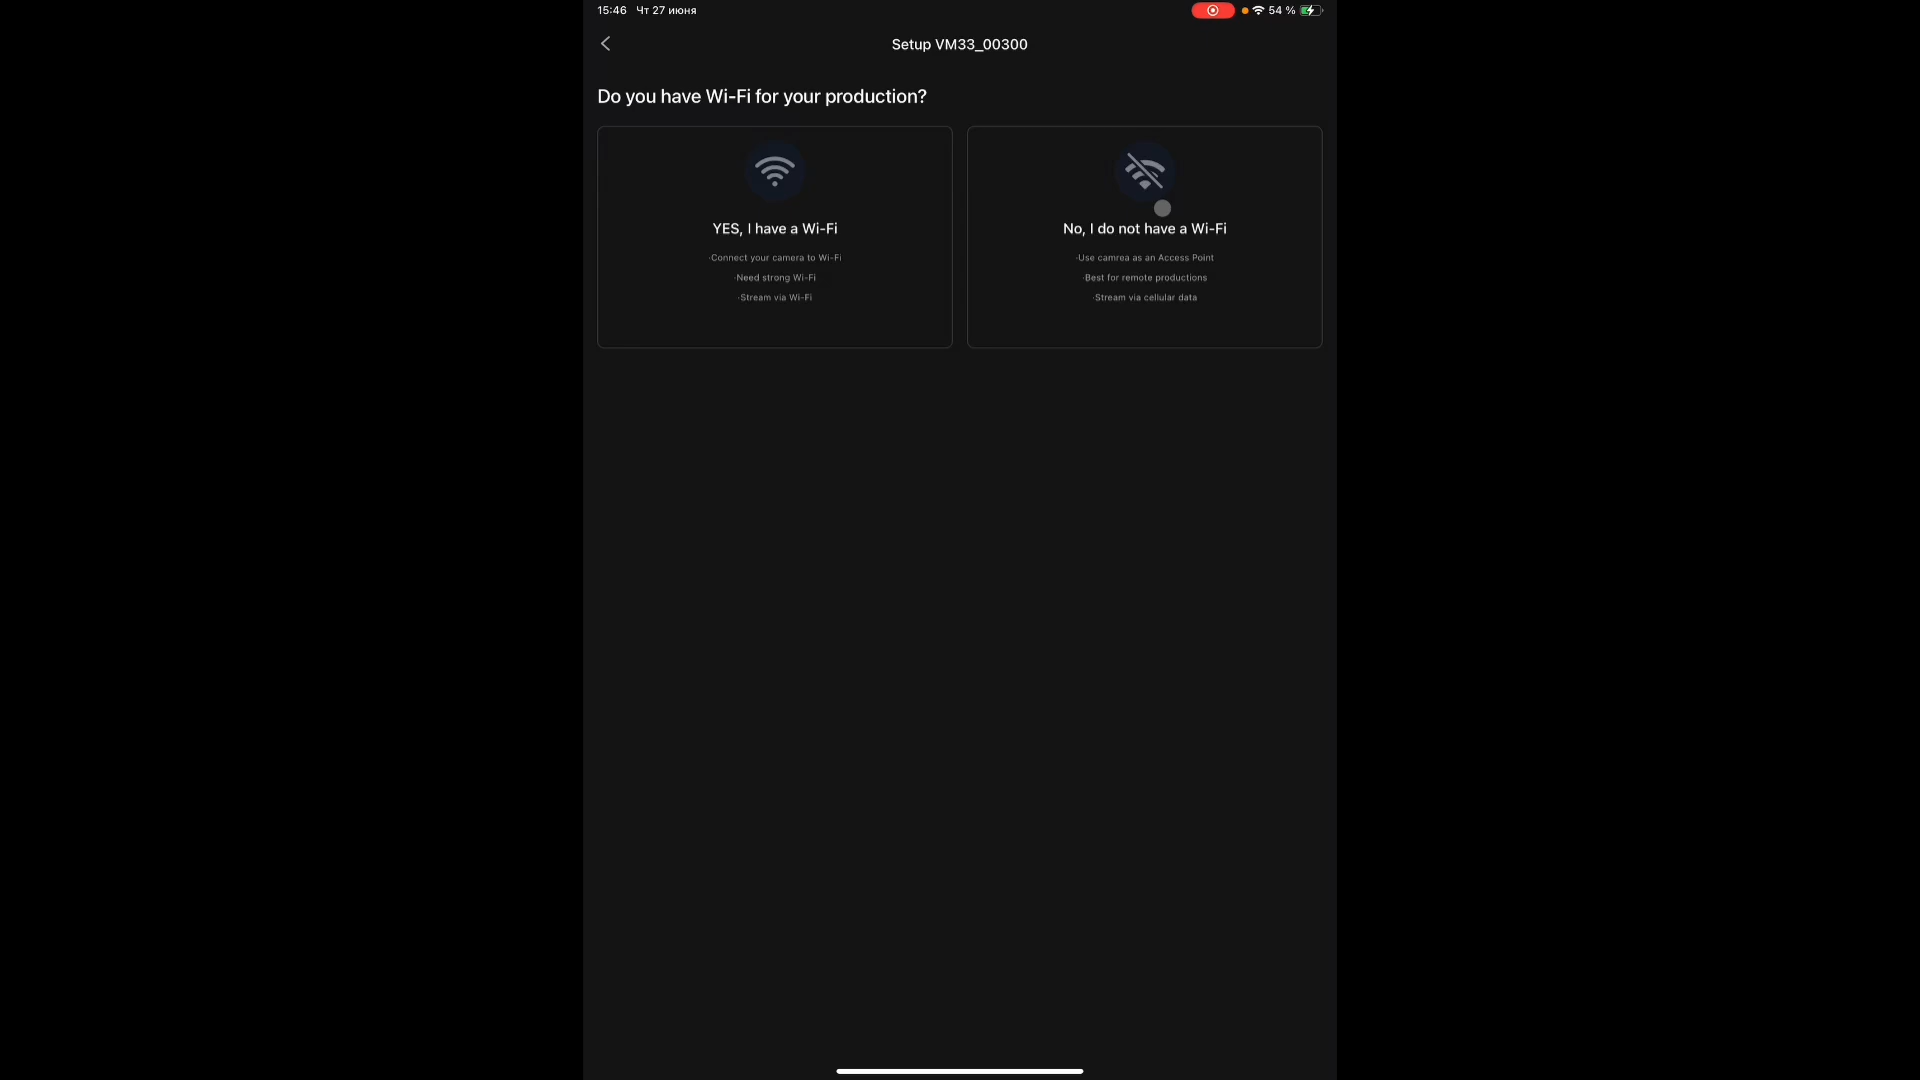 15:46 Чт 27 июня
54 %
Setup VM33_00300
Do you have Wi-Fi for your production?
YES, I have a Wi-Fi
·Connect your camera to Wi-Fi
·Need strong Wi-Fi
·Stream via Wi-Fi
No, I do not have a Wi-Fi
·Use camrea as an Access Point
·Best for remote productions
·Stream via cellular data